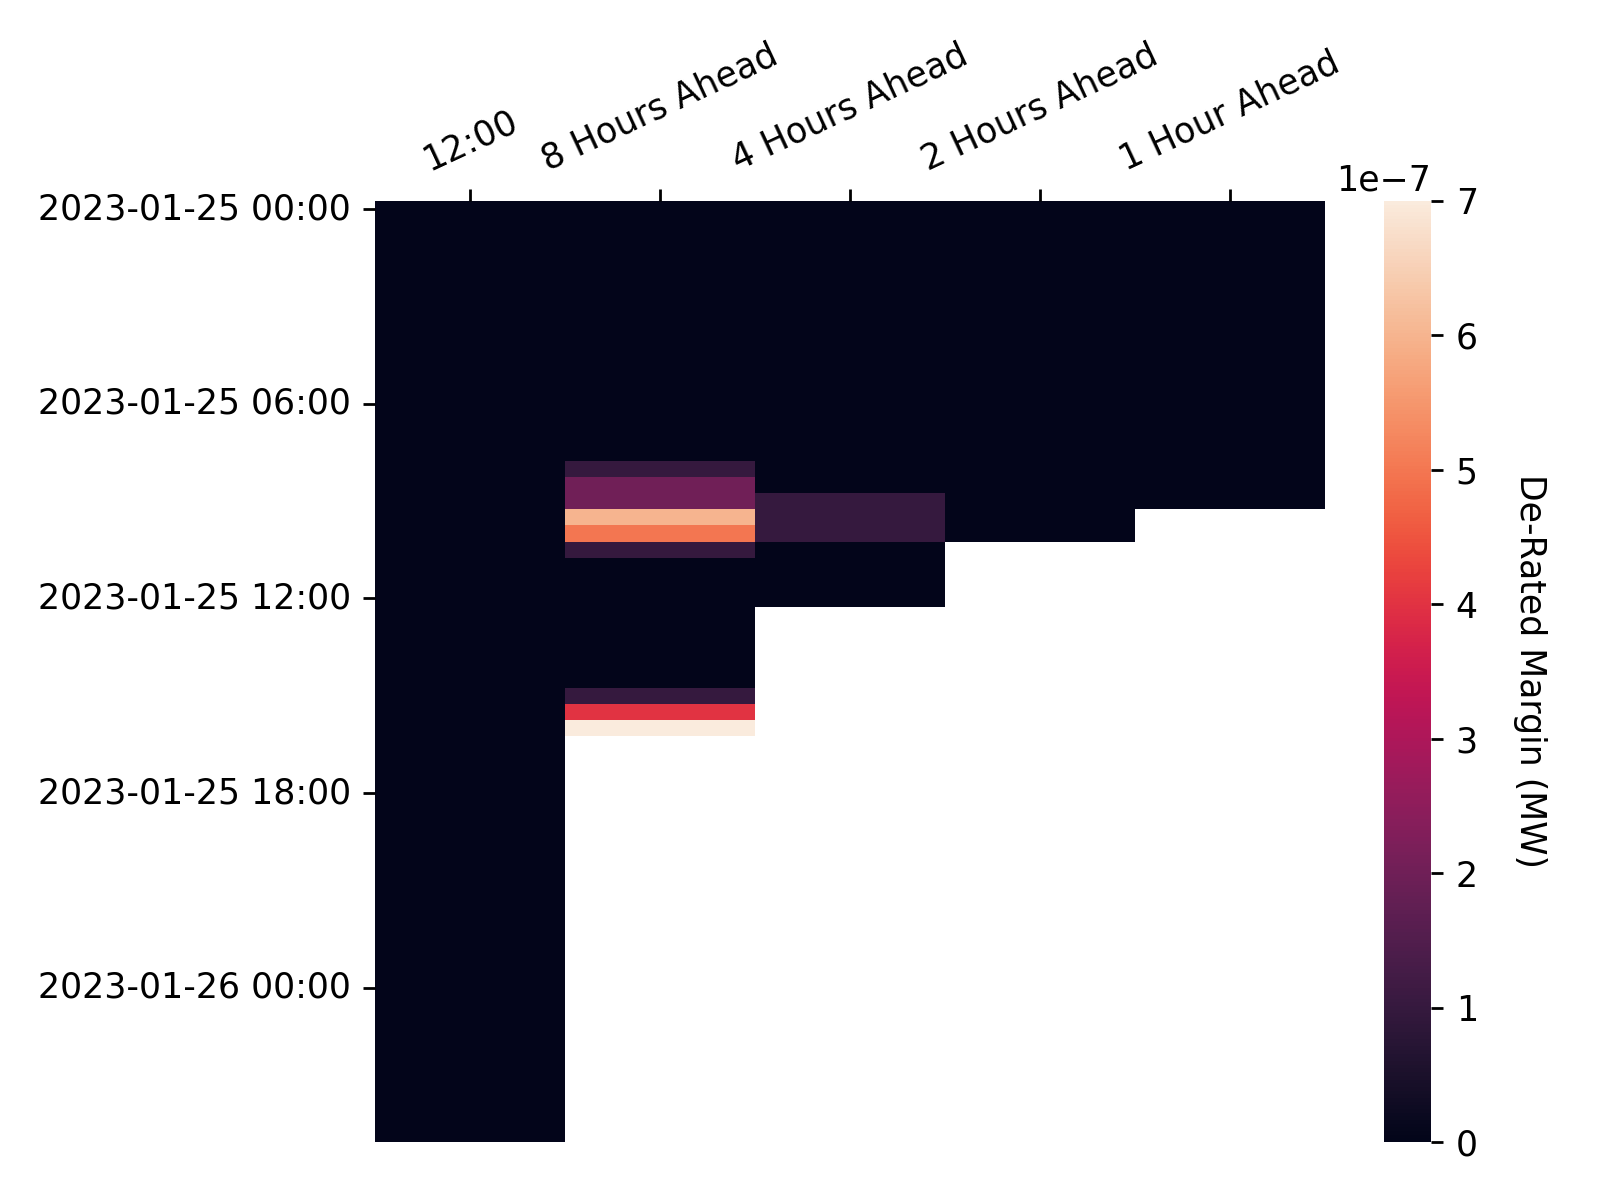 12:00
8 Hours Ahead
4 Hours Ahead
2 Hours Ahead
1 Hour Ahead
2023-01-25 00:00
2023-01-25 06:00
2023-01-25 12:00
2023-01-25 18:00
2023-01-26 00:00
1e−7
7
6
5
4
3
2
1
0
De-Rated Margin (MW)